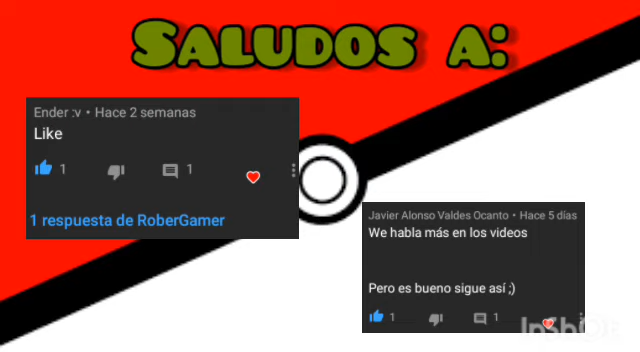 Saludos a:
Ender :v • Hace 2 semanas
Like
1
1
1 respuesta de RoberGamer
Javier Alonso Valdes Ocanto • Hace 5 días
We habla más en los videos
Pero es bueno sigue así ;)
1
1
InShOt